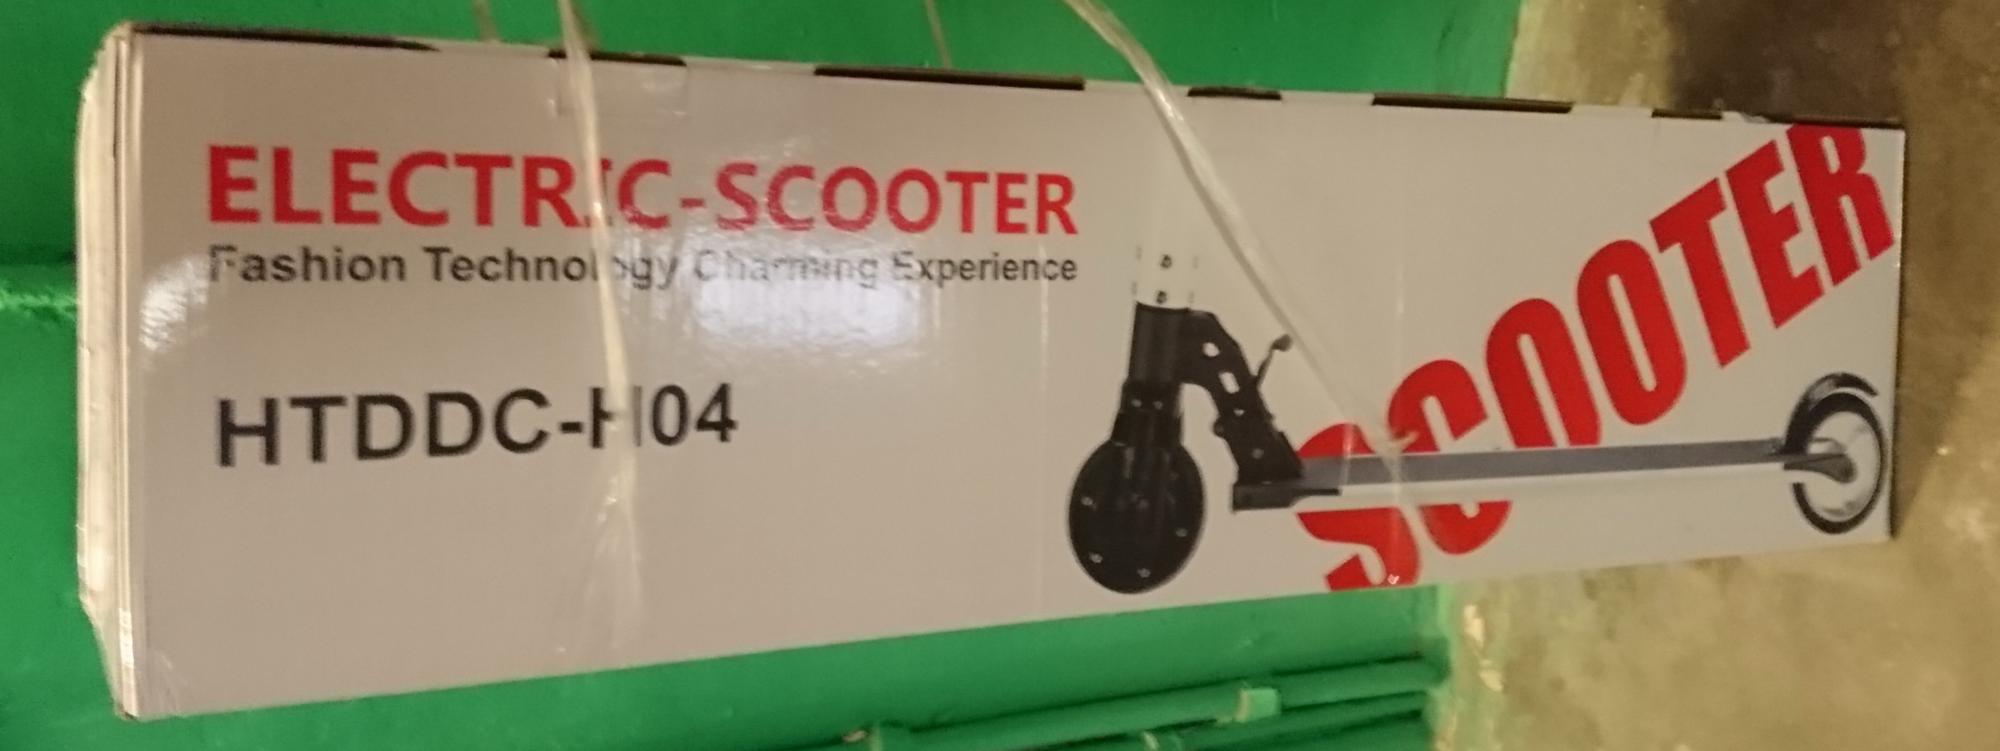 ELECTRIC-SCOOTER
Fashion Technology Charming Experience
HTDDC-H04
SCOOTER